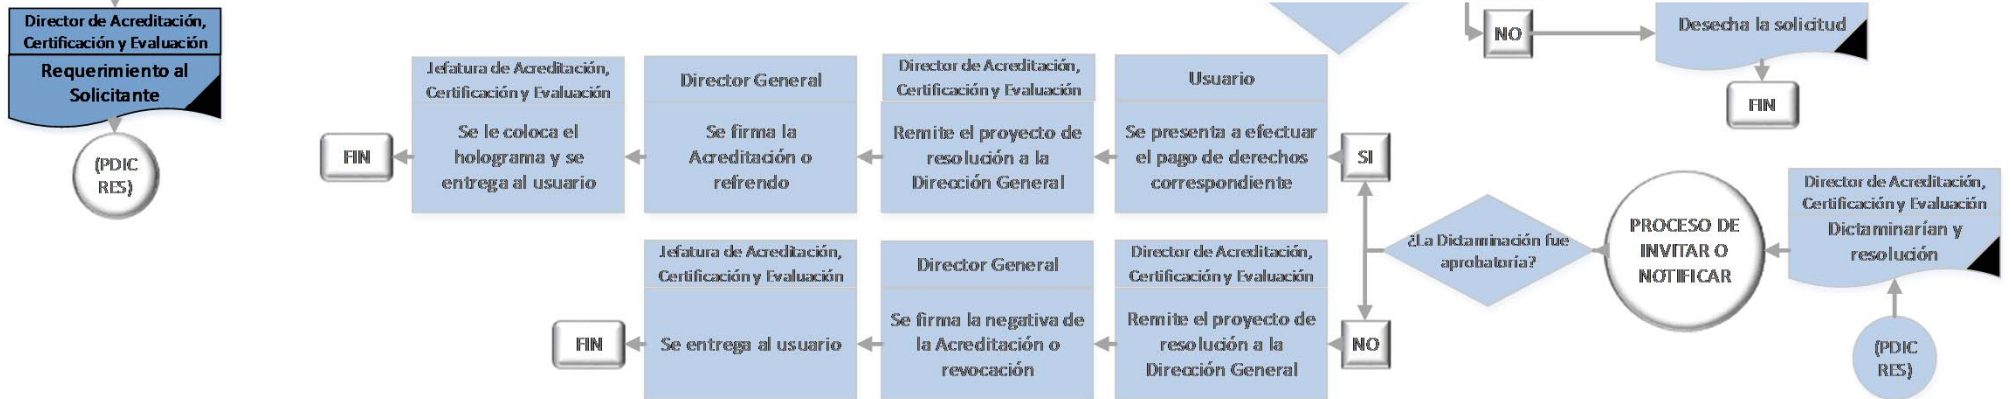 Director de Acreditación,
Certificación y Evaluación
Requerimiento al
Solicitante
(PDIC
RES)
NO
Desecha la solicitud
FIN
Jefatura de Acreditación,
Certificación y Evaluación
Se le coloca el
holograma y se
entrega al usuario
FIN
Director General
Se firma la
Acreditación o
refrendo
Director de Acreditación,
Certificación y Evaluación
Remite el proyecto de
resolución a la
Dirección General
Usuario
Se presenta a efectuar
el pago de derechos
correspondiente
SI
¿La Dictaminación fue
aprobatoria?
PROCESO DE
INVITAR O
NOTIFICAR
Director de Acreditación,
Certificación y Evaluación
Dictaminarían y
resolución
(PDIC
RES)
FIN
Jefatura de Acreditación,
Certificación y Evaluación
Se entrega al usuario
Director General
Se firma la negativa de
la Acreditación o
revocación
Director de Acreditación,
Certificación y Evaluación
Remite el proyecto de
resolución a la
Dirección General
NO